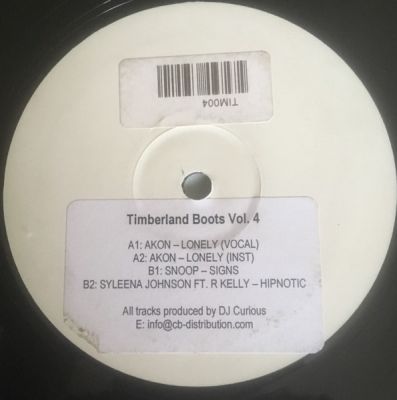 TIM004
Timberland Boots Vol. 4
A1: AKON – LONELY (VOCAL)
A2: AKON – LONELY (INST)
B1: SNOOP – SIGNS
B2: SYLEENA JOHNSON FT. R KELLY – HIPNOTIC
All tracks produced by DJ Curious
E: info@cb-distribution.com